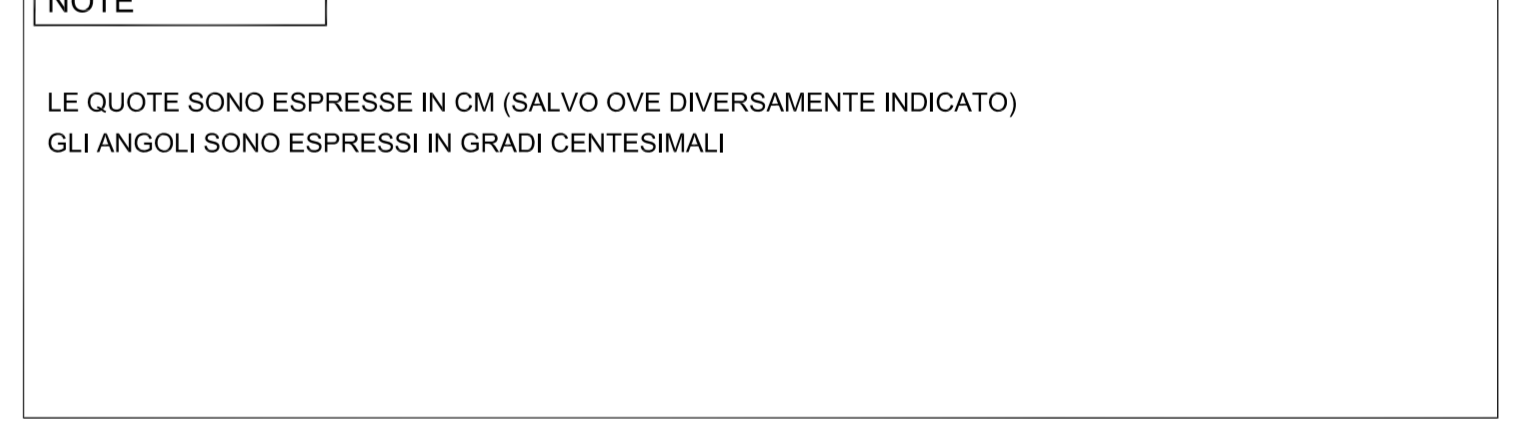 NOTE
LE QUOTE SONO ESPRESSE IN CM (SALVO OVE DIVERSAMENTE INDICATO)
GLI ANGOLI SONO ESPRESSI IN GRADI CENTESIMALI